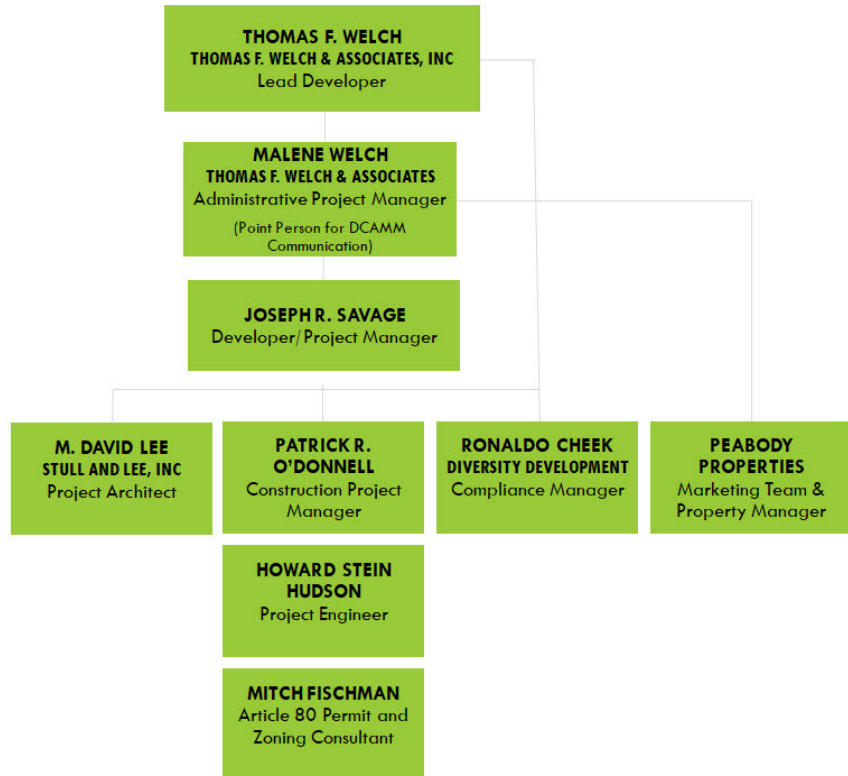 THOMAS F. WELCH
THOMAS F. WELCH & ASSOCIATES, INC
Lead Developer
MALENE WELCH
THOMAS F. WELCH & ASSOCIATES
Administrative Project Manager
(Point Person for DCAMM
Communication)
JOSEPH R. SAVAGE
Developer/Project Manager
M. DAVID LEE
STULL AND LEE, INC
Project Architect
PATRICK R.
O'DONNELL
Construction Project
Manager
RONALDO CHEEK
DIVERSITY DEVELOPMENT
Compliance Manager
PEABODY
PROPERTIES
Marketing Team &
Property Manager
HOWARD STEIN
HUDSON
Project Engineer
MITCH FISCHMAN
Article 80 Permit and
Zoning Consultant